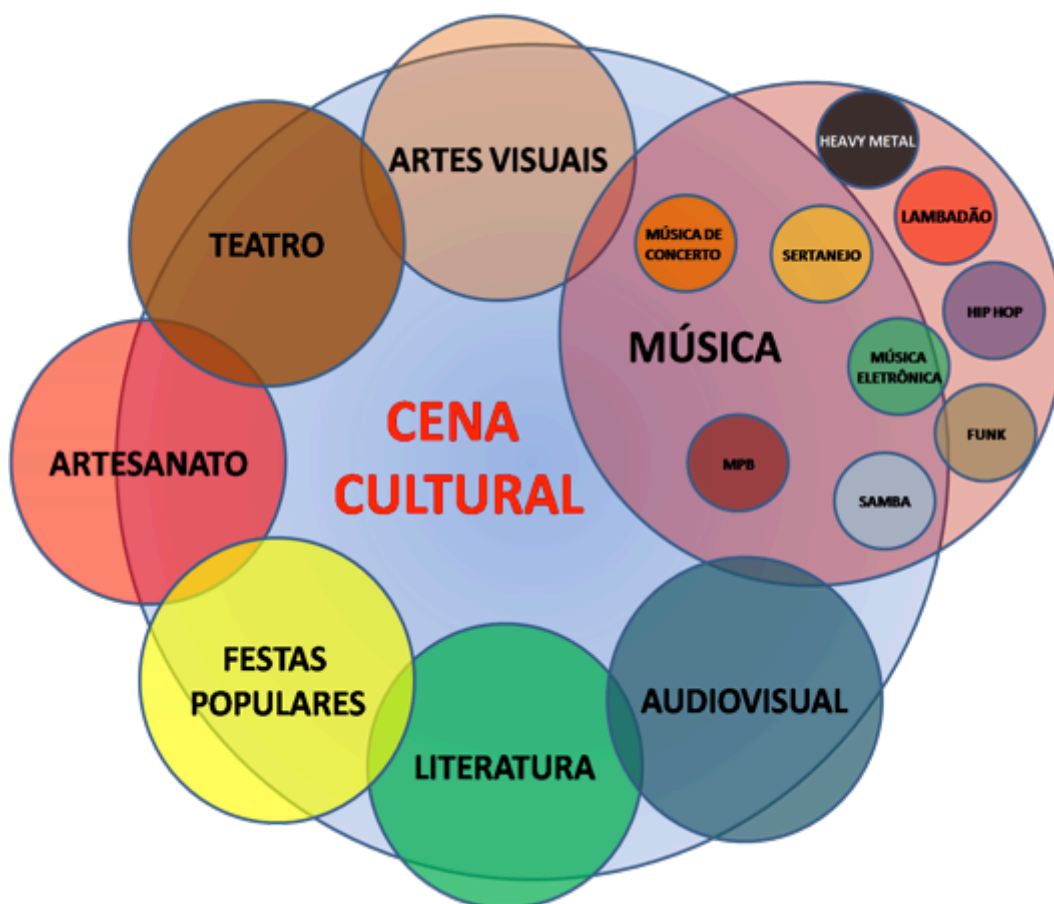 ARTES VISUAIS
TEATRO
ARTESANATO
FESTAS
POPULARES
LITERATURA
AUDIOVISUAL
CENA
CULTURAL
MÚSICA
HEAVY METAL
LAMBADÃO
MÚSICA DE
CONCERTO
SERTANEJO
HIP HOP
MÚSICA
ELETRÔNICA
FUNK
MPB
SAMBA